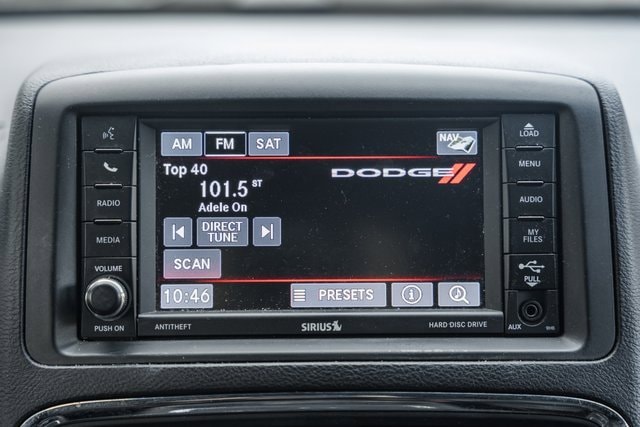 AM FM SAT NAV
Top 40
101.5 ST
Adele On
DIRECT
TUNE
SCAN
10:46 PRESETS
DODGE
RADIO
MEDIA
VOLUME
PUSH ON
LOAD
MENU
AUDIO
MY
FILES
PULL
AUX
ANTITHEFT SIRIUS HARD DISC DRIVE